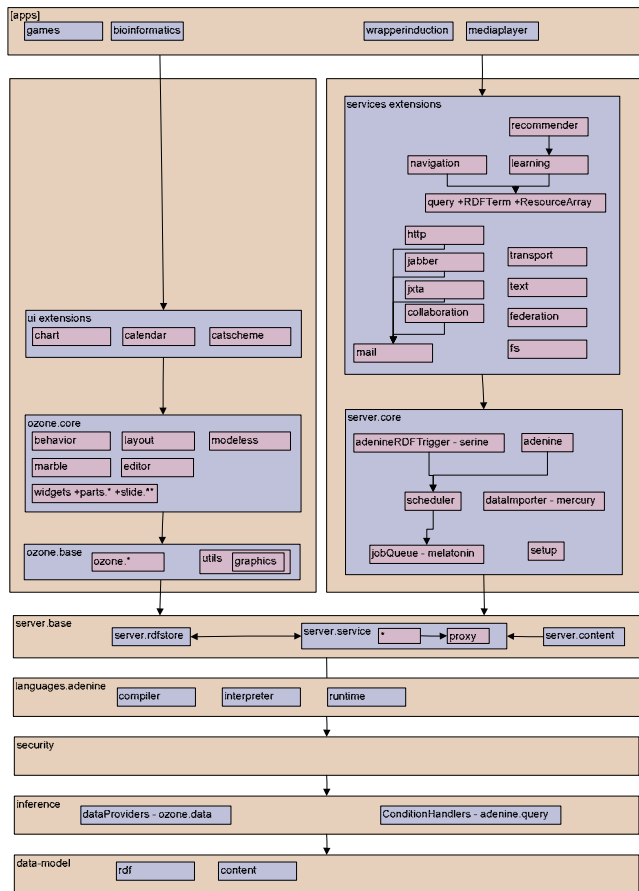 [apps]
games
bioinformatics
wrapperinduction
mediaplayer
services extensions
recommender
navigation
learning
query +RDFTerm +ResourceArray
http
jabber
transport
jxta
text
collaboration
federation
mail
fs
ui extensions
chart
calendar
catscheme
ozone.core
behavior
layout
modeless
marble
editor
widgets +parts.* +slide.**
server.core
adenineRDFTrigger - serine
adenine
scheduler
dataImporter - mercury
jobQueue - melatonin
setup
ozone.base
ozone.*
utils
graphics
server.base
server.rdfstore
server.service
*
proxy
server.content
languages.adenine
compiler
interpreter
runtime
security
inference
dataProviders - ozone.data
ConditionHandlers - adenine.query
data-model
rdf
content